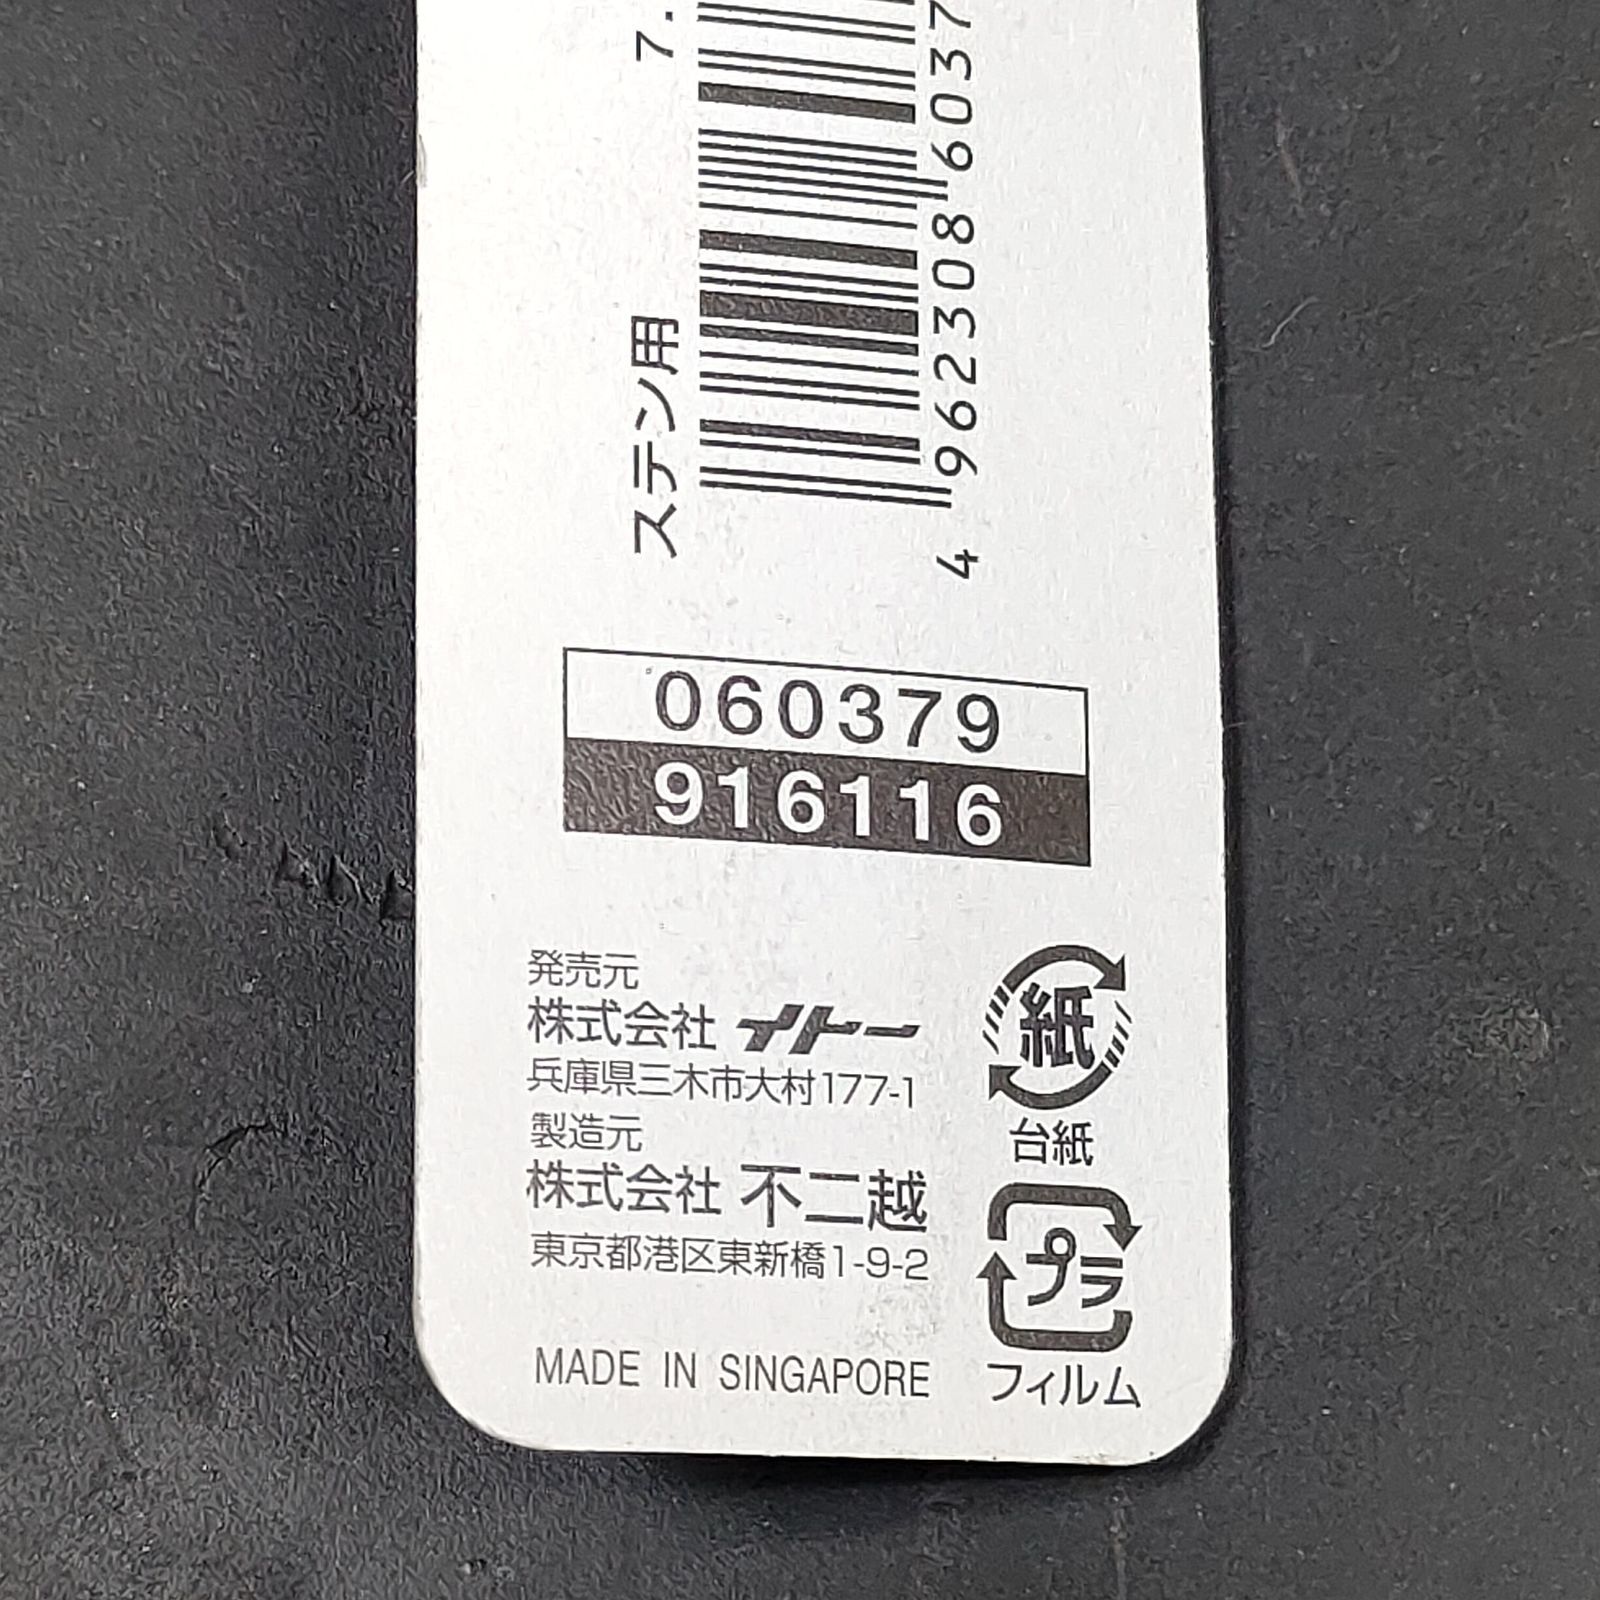 ステン用 7.
4 962308 6037
060379
916116
発売元
株式会社 イトー
兵庫県三木市大村177-1
製造元
株式会社 不二越
東京都港区東新橋1-9-2
MADE IN SINGAPORE
紙
台紙
プラ
フィルム